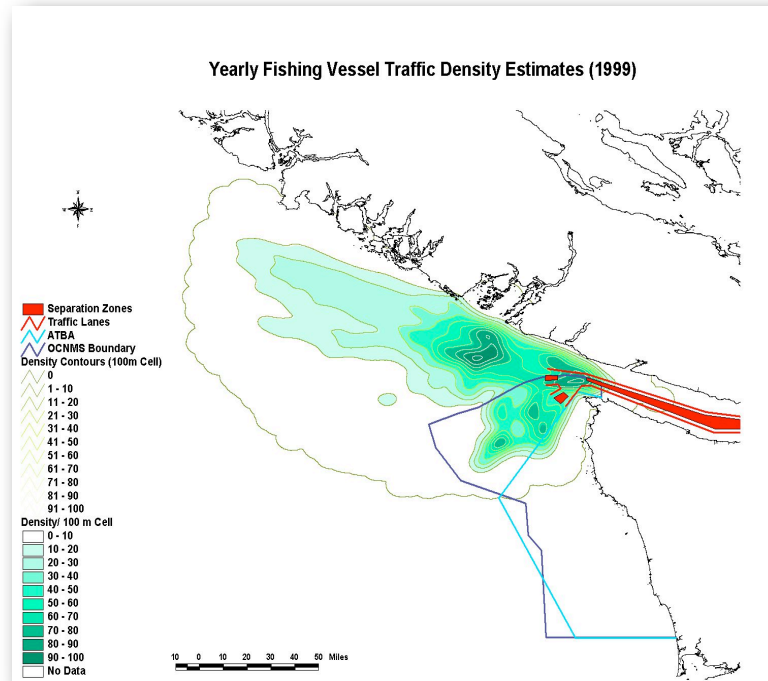 Yearly Fishing Vessel Traffic Density Estimates (1999)
Separation Zones
Traffic Lanes
ATBA
OCNMS Boundary
Density Contours (100m Cell)
0
1 - 10
11 - 20
21 - 30
31 - 40
41 - 50
51 - 60
61 - 70
71 - 80
81 - 90
91 - 100
Density/ 100 m Cell
0 - 10
10 - 20
20 - 30
30 - 40
40 - 50
50 - 60
60 - 70
70 - 80
80 - 90
90 - 100
No Data
10 0 10 20 30 40 50 Miles